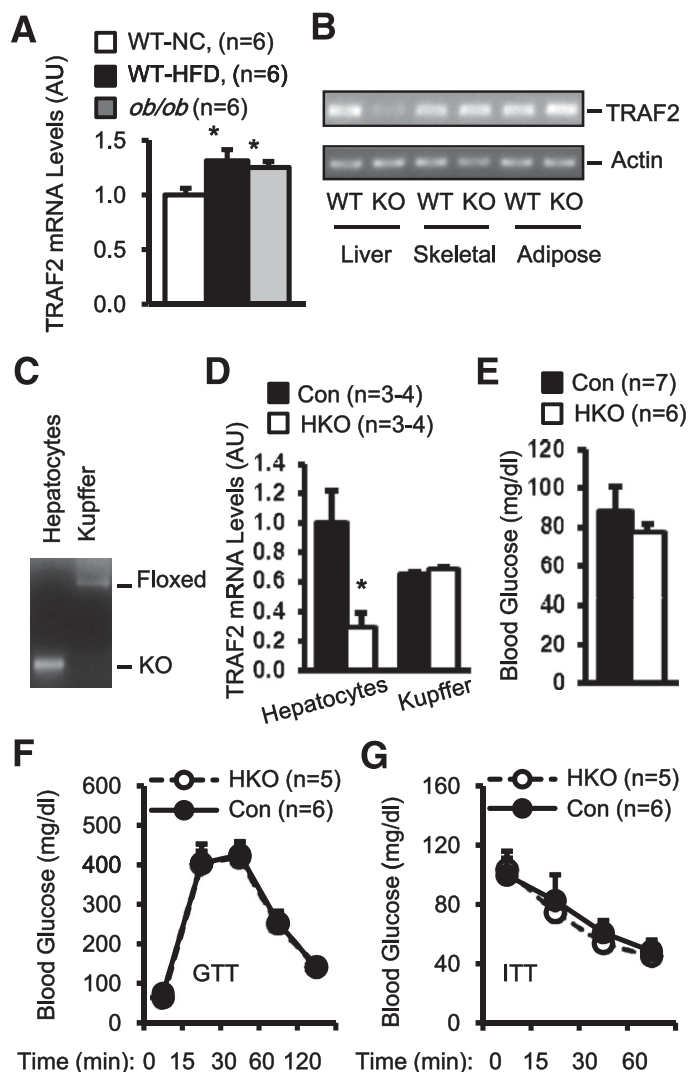 A
WT-NC, (n=6)
WT-HFD, (n=6)
ob/ob (n=6)
TRAF2 mRNA Levels (AU)
1.5
1.0
0.5
0.0
*
*
B
TRAF2
Actin
WT KO WT KO WT KO
Liver Skeletal Adipose
C
Hepatocytes
Kupffer
Floxed
KO
D
Con (n=3-4)
HKO (n=3-4)
TRAF2 mRNA Levels (AU)
1.4
1.2
1.0
0.8
0.6
0.4
0.2
0.0
*
Hepatocytes
Kupffer
E
Con (n=7)
HKO (n=6)
Blood Glucose (mg/dl)
120
100
80
60
40
20
0
F
HKO (n=5)
Con (n=6)
Blood Glucose (mg/dl)
600
500
400
300
200
100
0
GTT
Time (min): 0 15 30 60 120
G
HKO (n=5)
Con (n=6)
Blood Glucose (mg/dl)
160
120
80
40
0
ITT
Time (min): 0 15 30 60